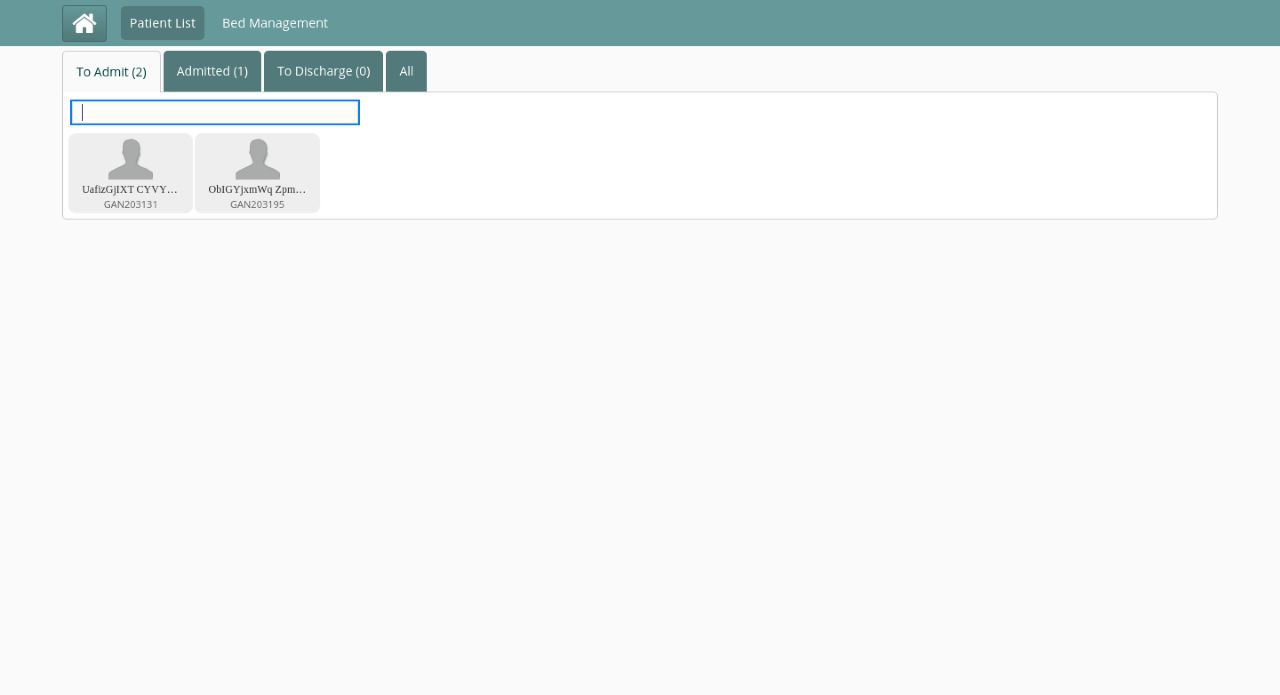 Patient List
Bed Management
To Admit (2)
Admitted (1)
To Discharge (0)
All
UafizGjIXT CYVY…
GAN203131
ObIGYjxmWq Zpm…
GAN203195